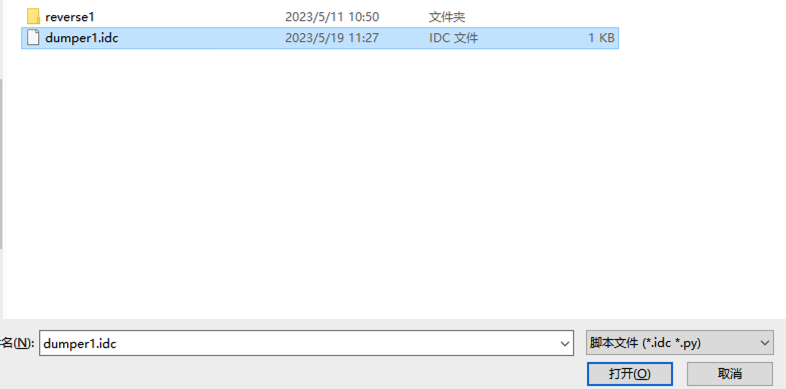 reverse1 2023/5/11 10:50 文件夹
dumper1.idc 2023/5/19 11:27 IDC 文件 1 KB
名(N): dumper1.idc 脚本文件 (*.idc *.py)
打开(O) 取消